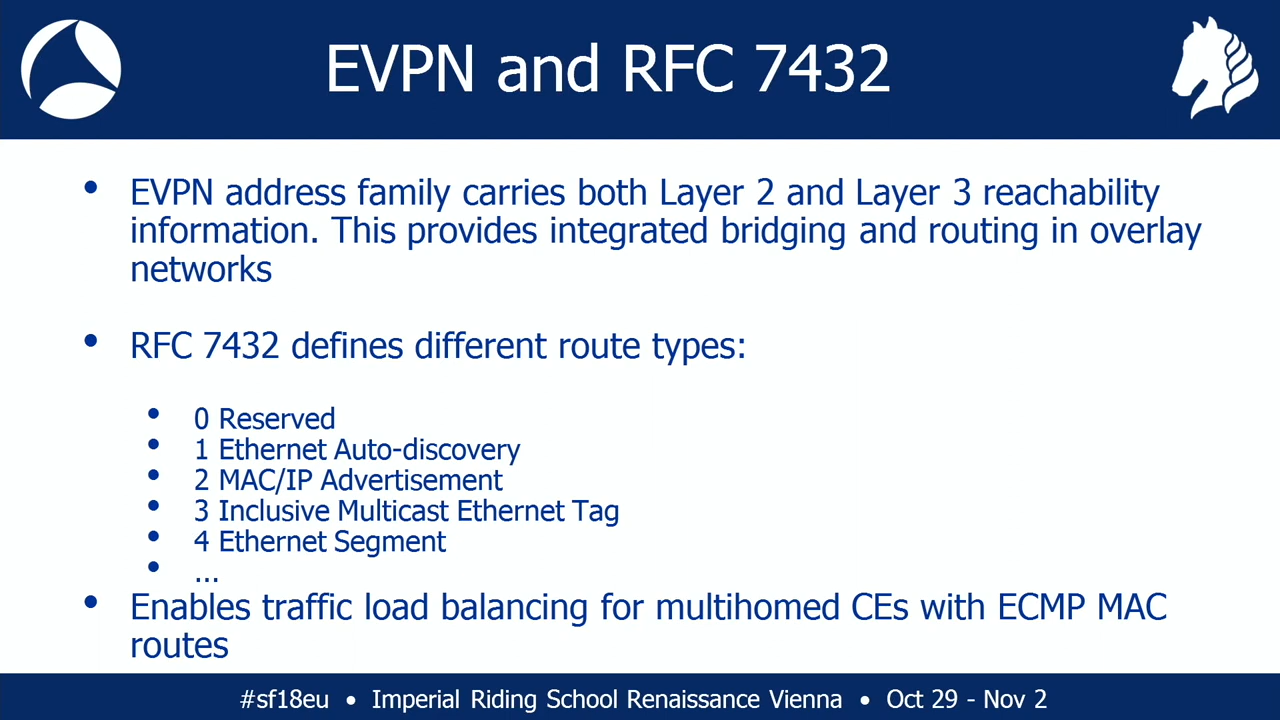 EVPN and RFC 7432
• EVPN address family carries both Layer 2 and Layer 3 reachability
information. This provides integrated bridging and routing in overlay
networks
• RFC 7432 defines different route types:
• 0 Reserved
• 1 Ethernet Auto-discovery
• 2 MAC/IP Advertisement
• 3 Inclusive Multicast Ethernet Tag
• 4 Ethernet Segment
• ...
• Enables traffic load balancing for multihomed CEs with ECMP MAC
routes
#sf18eu • Imperial Riding School Renaissance Vienna • Oct 29 - Nov 2